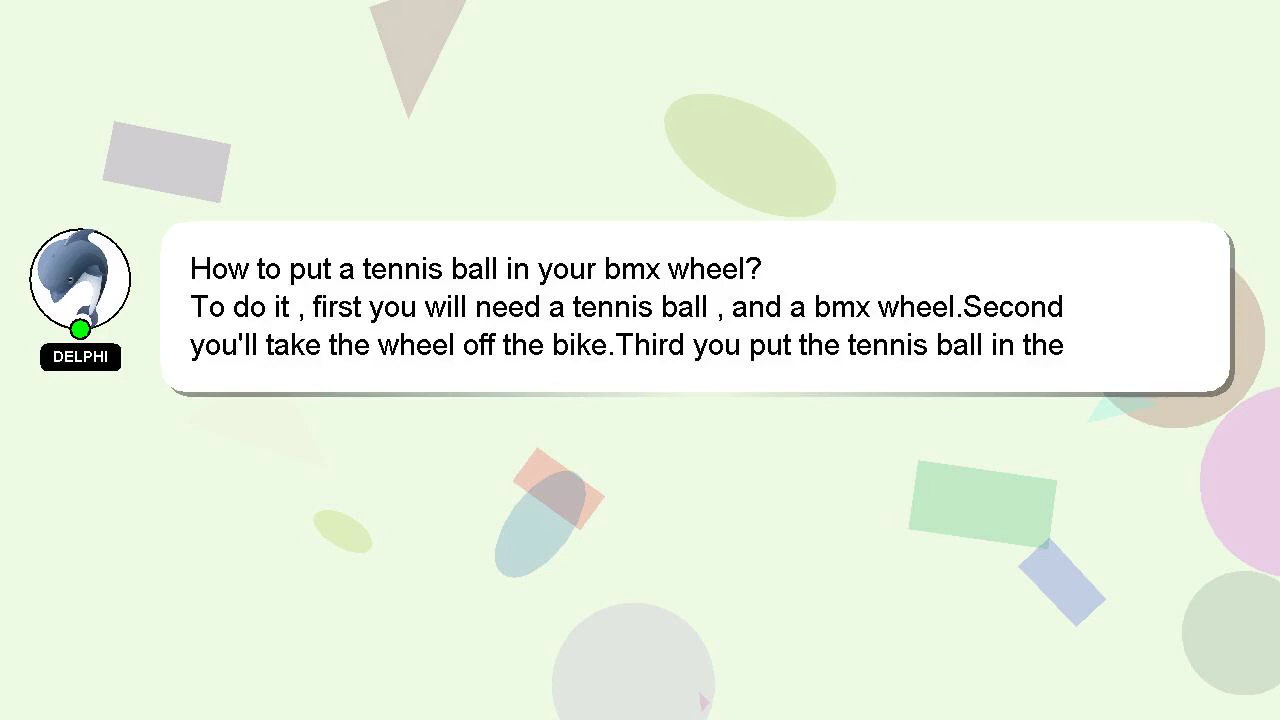 How to put a tennis ball in your bmx wheel?
To do it , first you will need a tennis ball , and a bmx wheel.Second
you'll take the wheel off the bike.Third you put the tennis ball in the
DELPHI